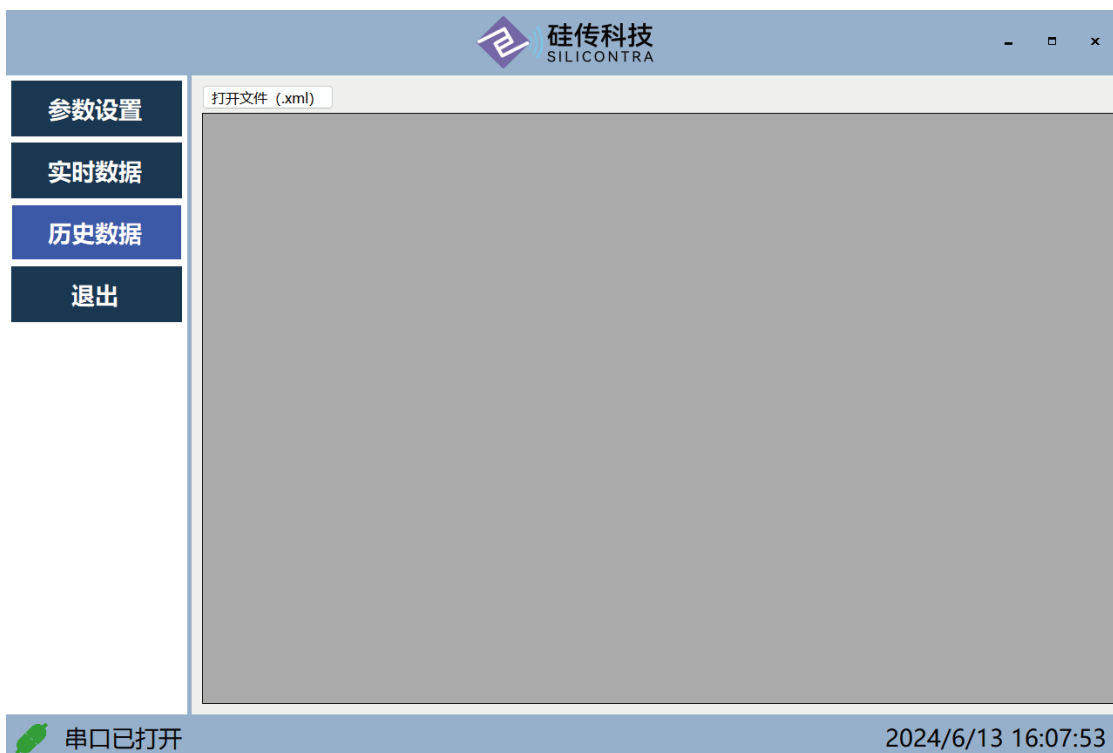 硅传科技
SILICONTRA
参数设置
实时数据
历史数据
退出
打开文件 (.xml)
串口已打开
2024/6/13 16:07:53